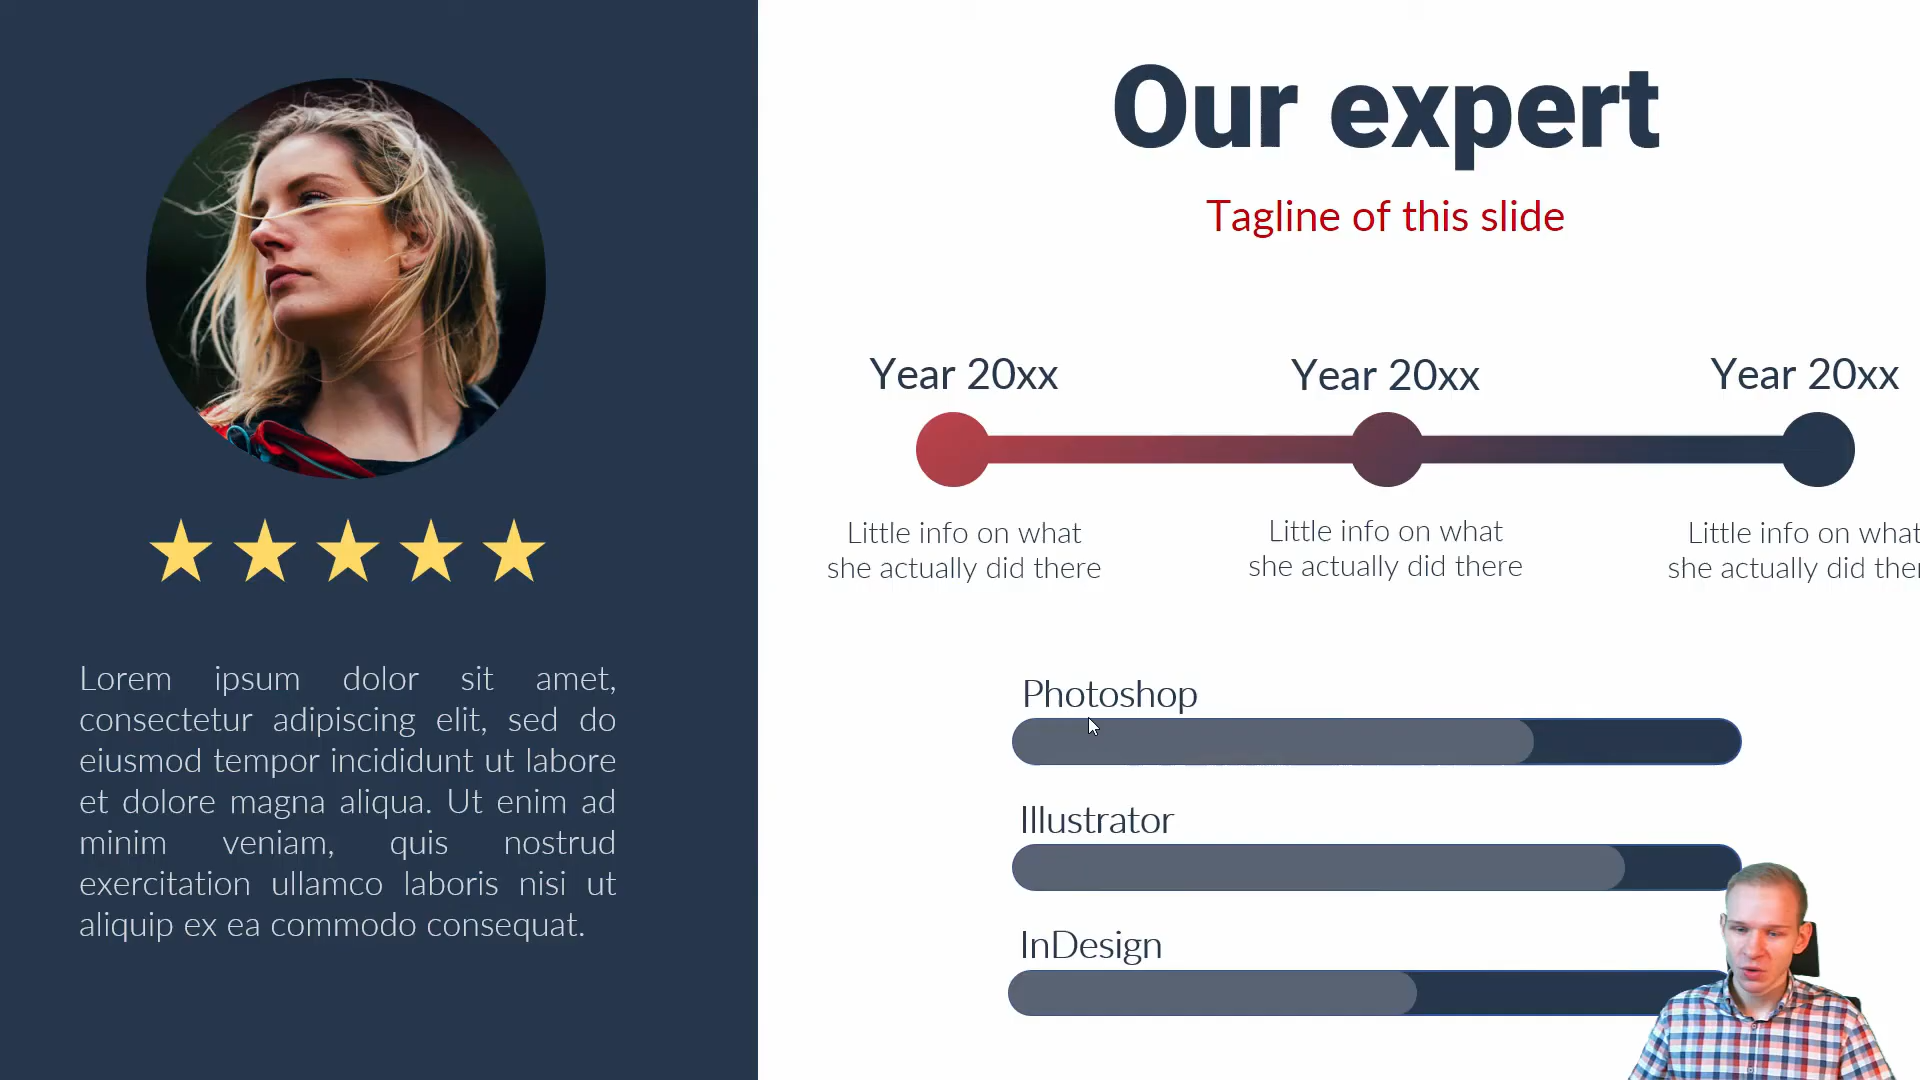 Our expert
Tagline of this slide
Year 20xx
Year 20xx
Year 20xx
Little info on what
she actually did there
Little info on what
she actually did there
Little info on what
she actually did ther
Lorem ipsum dolor sit amet,
consectetur adipiscing elit, sed do
eiusmod tempor incididunt ut labore
et dolore magna aliqua. Ut enim ad
minim veniam, quis nostrud
exercitation ullamco laboris nisi ut
aliquip ex ea commodo consequat.
Photoshop
Illustrator
InDesign